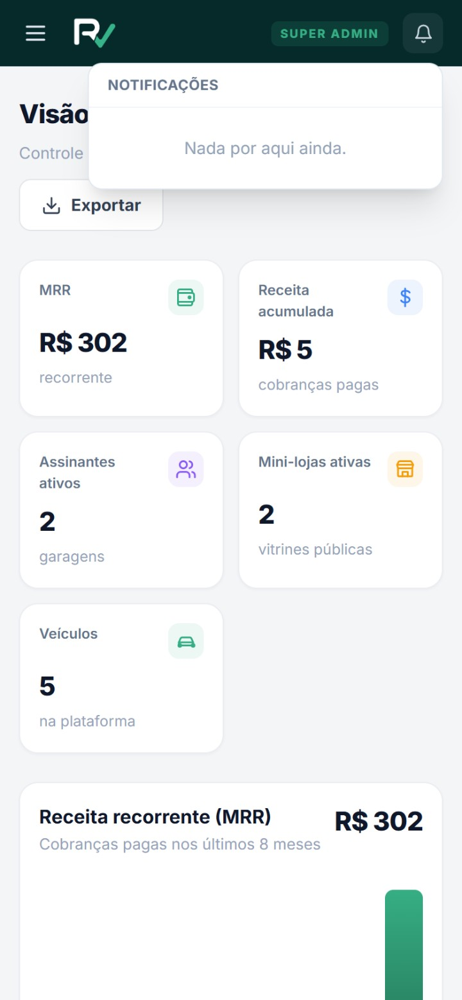 RV
SUPER ADMIN
NOTIFICAÇÕES
Nada por aqui ainda.
Visão
Controle
Exportar
MRR
R$ 302
recorrente
Receita
acumulada
R$ 5
cobranças pagas
Assinantes
ativos
2
garagens
Mini-lojas ativas
2
vitrines públicas
Veículos
5
na plataforma
Receita recorrente (MRR)
R$ 302
Cobranças pagas nos últimos 8 meses